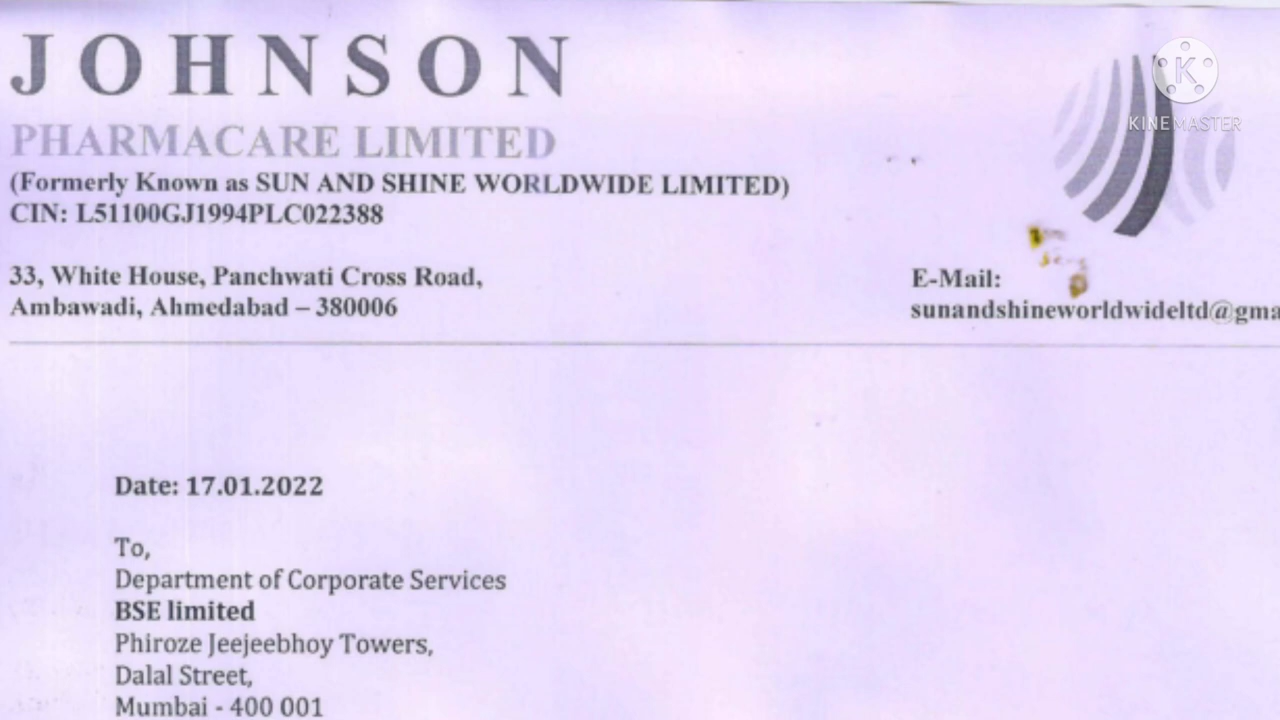 JOHNSON
PHARMACARE LIMITED
(Formerly Known as SUN AND SHINE WORLDWIDE LIMITED)
CIN: L51100GJ1994PLC022388
33, White House, Panchwati Cross Road,
Ambawadi, Ahmedabad – 380006
E-Mail:
sunandshineworldwideltd@gma
K
KINEMASTER
Date: 17.01.2022
To,
Department of Corporate Services
BSE limited
Phiroze Jeejeebhoy Towers,
Dalal Street,
Mumbai - 400 001